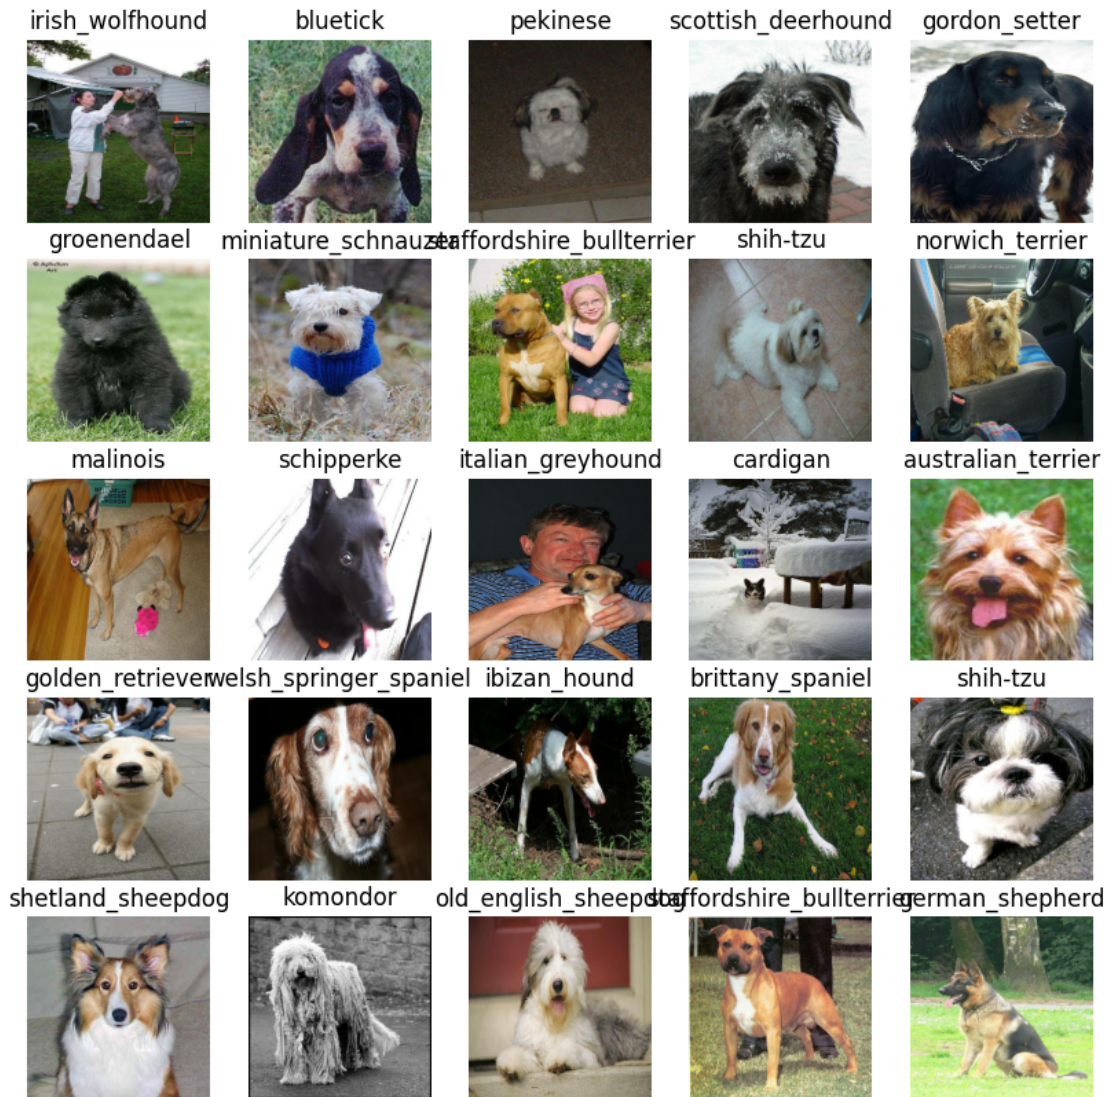 irish_wolfhound bluetick pekinese scottish_deerhound gordon_setter
groenendael miniature_schnauzer staffordshire_bullterrier shih-tzu norwich_terrier
malinois schipperke italian_greyhound cardigan australian_terrier
golden_retriever welsh_springer_spaniel ibizan_hound brittany_spaniel shih-tzu
shetland_sheepdog komondor old_english_sheepdog staffordshire_bullterrier german_shepherd